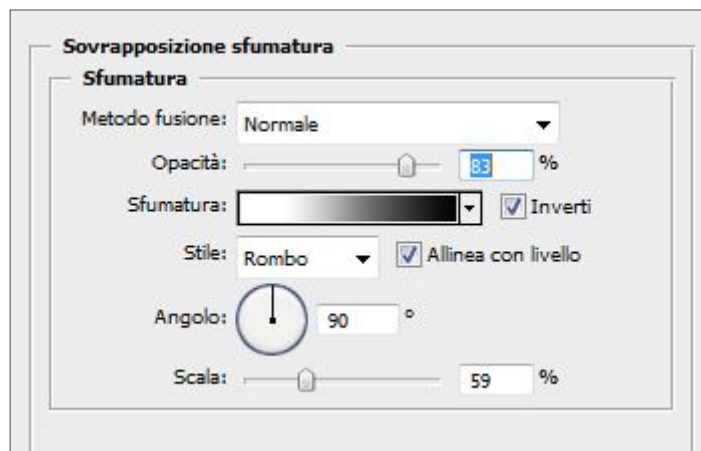 Sovrapposizione sfumatura
Sfumatura
Metodo fusione: Normale
Opacità: 83 %
Sfumatura: Inverti
Stile: Rombo Allinea con livello
Angolo: 90 °
Scala: 59 %